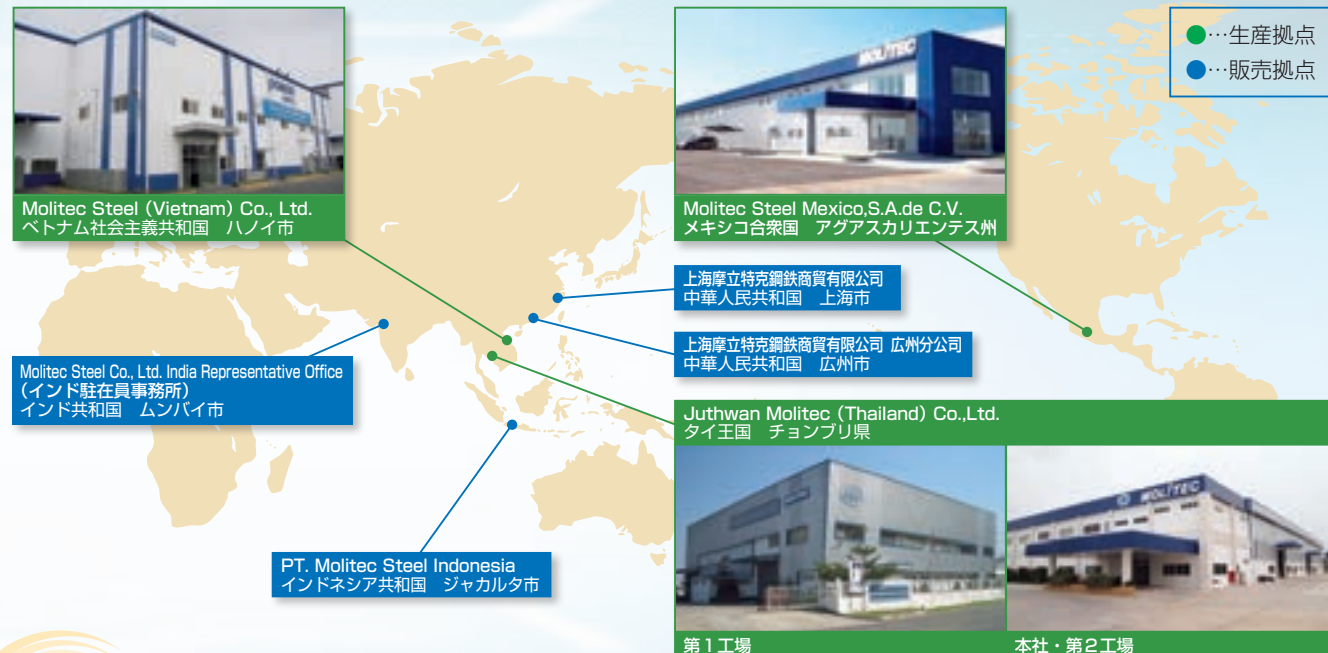 ●…生産拠点
●…販売拠点
MOLITEC
Molitec Steel (Vietnam) Co., Ltd.
ベトナム社会主義共和国　ハノイ市
Molitec Steel Mexico,S.A.de C.V.
メキシコ合衆国　アグアスカリエンテス州
上海摩立特克鋼鉄商貿有限公司
中華人民共和国　上海市
上海摩立特克鋼鉄商貿有限公司 広州分公司
中華人民共和国　広州市
Molitec Steel Co., Ltd. India Representative Office
(インド駐在員事務所)
インド共和国　ムンバイ市
Juthwan Molitec (Thailand) Co.,Ltd.
タイ王国　チョンブリ県
MOLITEC
PT. Molitec Steel Indonesia
インドネシア共和国　ジャカルタ市
第1工場
本社・第2工場